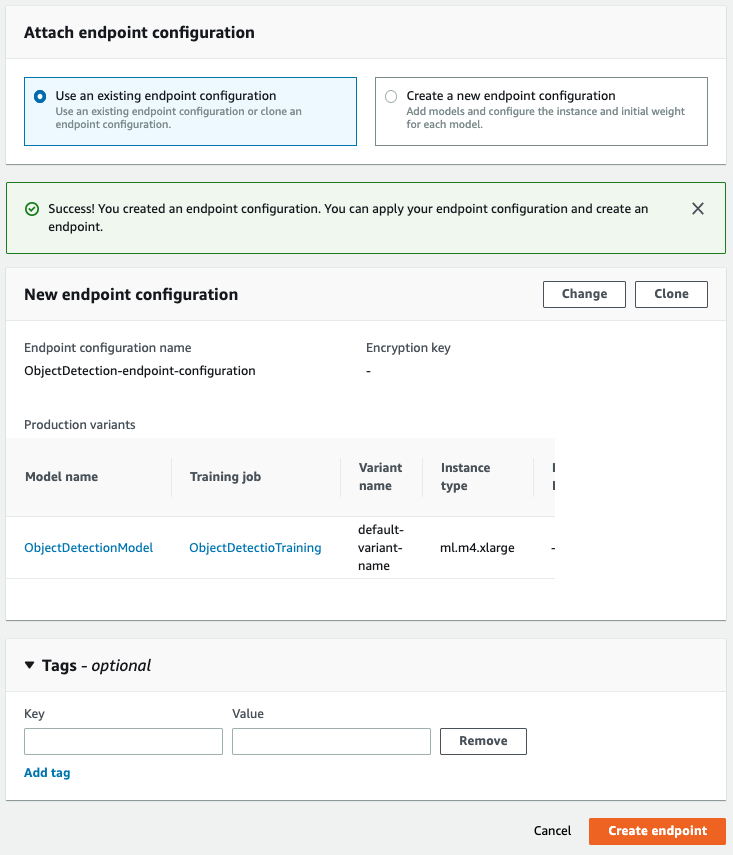 Attach endpoint configuration
Use an existing endpoint configuration
Use an existing endpoint configuration or clone an
endpoint configuration.
Create a new endpoint configuration
Add models and configure the instance and initial weight
for each model.
Success! You created an endpoint configuration. You can apply your endpoint configuration and create an
endpoint.
New endpoint configuration
Change
Clone
Endpoint configuration name
Encryption key
ObjectDetection-endpoint-configuration
-
Production variants
Model name
Training job
Variant
name
Instance
type
ObjectDetectionModel
ObjectDetectioTraining
default-
variant-
name
ml.m4.xlarge
-
Tags - optional
Key
Value
Remove
Add tag
Cancel
Create endpoint